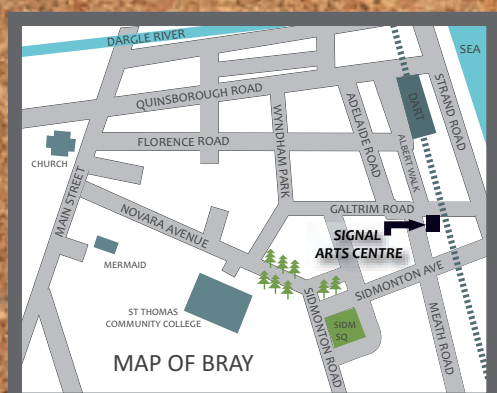 DARGLE RIVER
SEA
QUINSBOROUGH ROAD
STRAND ROAD
DART
WYNDHAM PARK
ADELAIDE ROAD
ALBERT WALK
FLORENCE ROAD
CHURCH
MAIN STREET
NOVARA AVENUE
GALTRIM ROAD
SIGNAL
ARTS CENTRE
MERMAID
SIDMONTON AVE
ST THOMAS
COMMUNITY COLLEGE
SIDMONTON ROAD
SIDM
SQ
MEATH ROAD
MAP OF BRAY